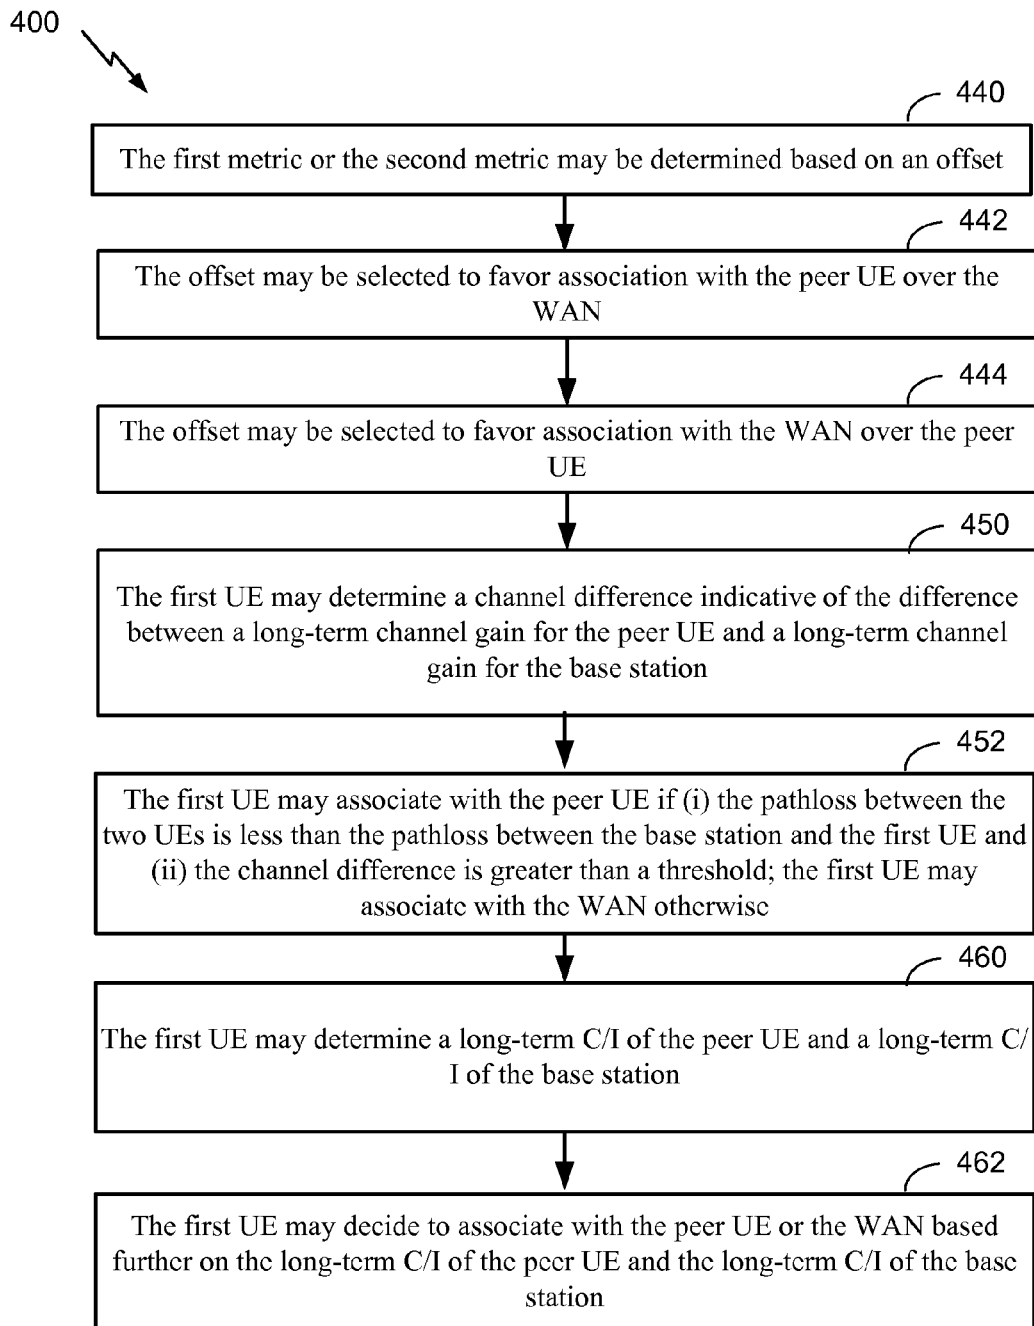 400
440
The first metric or the second metric may be determined based on an offset
442
The offset may be selected to favor association with the peer UE over the
WAN
444
The offset may be selected to favor association with the WAN over the peer
UE
450
The first UE may determine a channel difference indicative of the difference
between a long-term channel gain for the peer UE and a long-term channel
gain for the base station
452
The first UE may associate with the peer UE if (i) the pathloss between the
two UEs is less than the pathloss between the base station and the first UE and
(ii) the channel difference is greater than a threshold; the first UE may
associate with the WAN otherwise
460
The first UE may determine a long-term C/I of the peer UE and a long-term C/
I of the base station
462
The first UE may decide to associate with the peer UE or the WAN based
further on the long-term C/I of the peer UE and the long-term C/I of the base
station